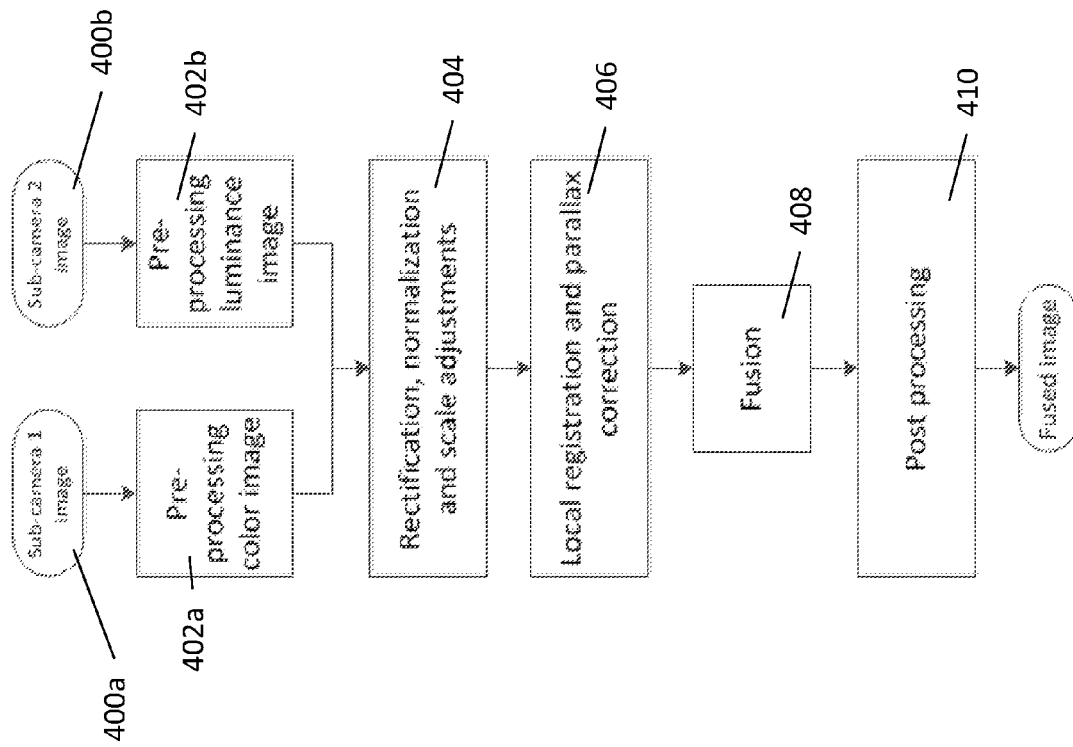 400a
Sub-camera 1
image
400b
Sub-camera 2
image
402a
Pre-
processing
color image
402b
Pre-
processing
luminance
image
404
Rectification, normalization
and scale adjustments
406
Local registration and parallax
correction
408
Fusion
410
Post processing
Fused image